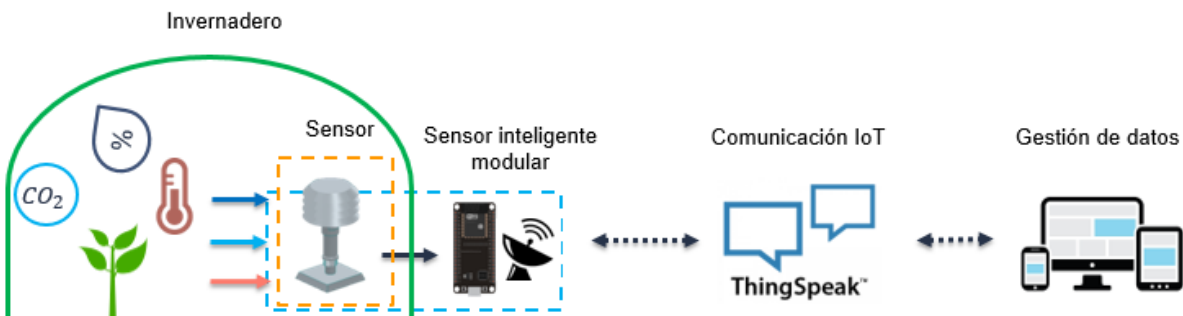 Invernadero
Sensor
Sensor inteligente
modular
Comunicación IoT
Gestión de datos
%
CO₂
ThingSpeak™